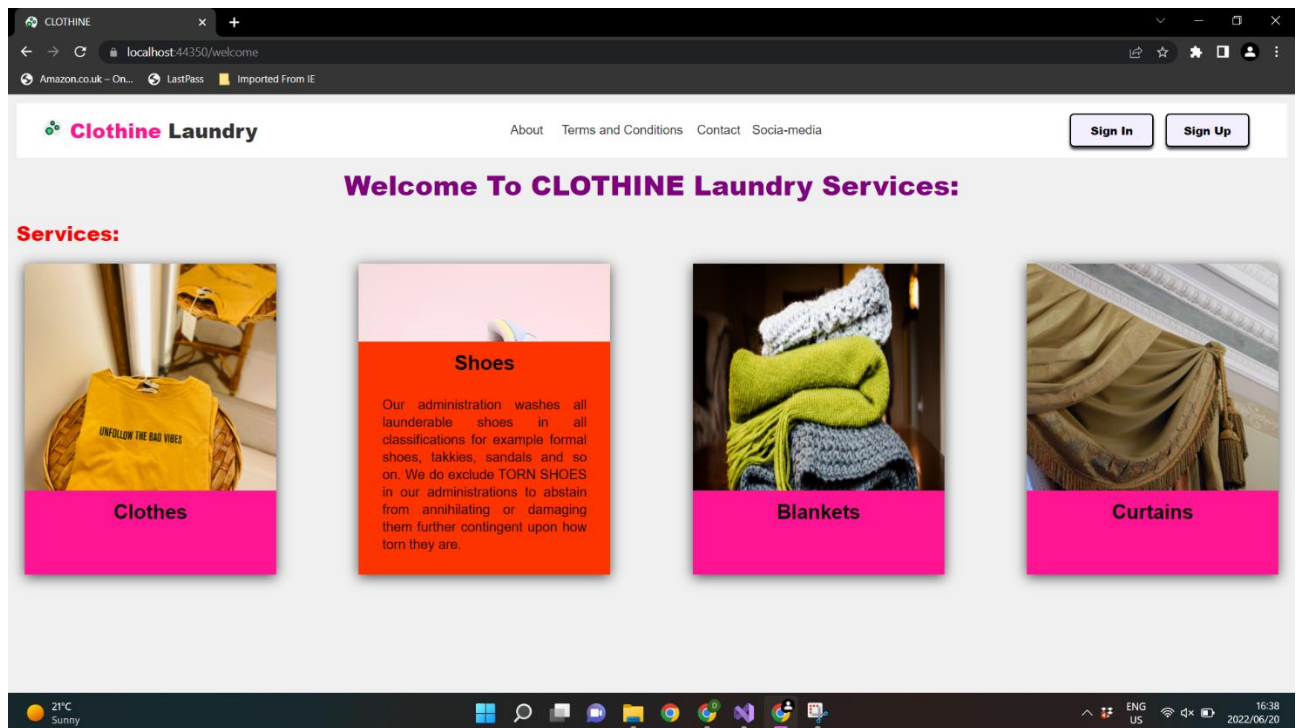 CLOTHINE
localhost:44350/welcome
Amazon.co.uk – On... LastPass Imported From IE
Clothine Laundry About Terms and Conditions Contact Socia-media Sign In Sign Up
Welcome To CLOTHINE Laundry Services:
Services:
UNFOLLOW THE BAD VIBES
Clothes
Shoes
Our administration washes all
launderable shoes in all
classifications for example formal
shoes, takkies, sandals and so
on. We do exclude TORN SHOES
in our administrations to abstain
from annihilating or damaging
them further contingent upon how
torn they are.
Blankets
Curtains
21°C
Sunny
ENG
US
16:38
2022/06/20